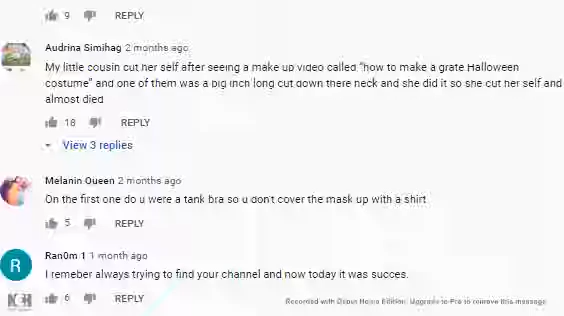 9 REPLY
Audrina Simihag 2 months ago
My little cousin cut her self after seeing a make up video called "how to make a grate Halloween
costume" and one of them was a big inch long cut down there neck and she did it so she cut her self and
almost died
18 REPLY
View 3 replies
Melanin Queen 2 months ago
On the first one do u were a tank bra so u don't cover the mask up with a shirt
5 REPLY
R
Ran0m 1 1 month ago
I remeber always trying to find your channel and now today it was succes.
6 REPLY
NCH
Recorded with Debut Home Edition. Upgrade to Pro to remove this message